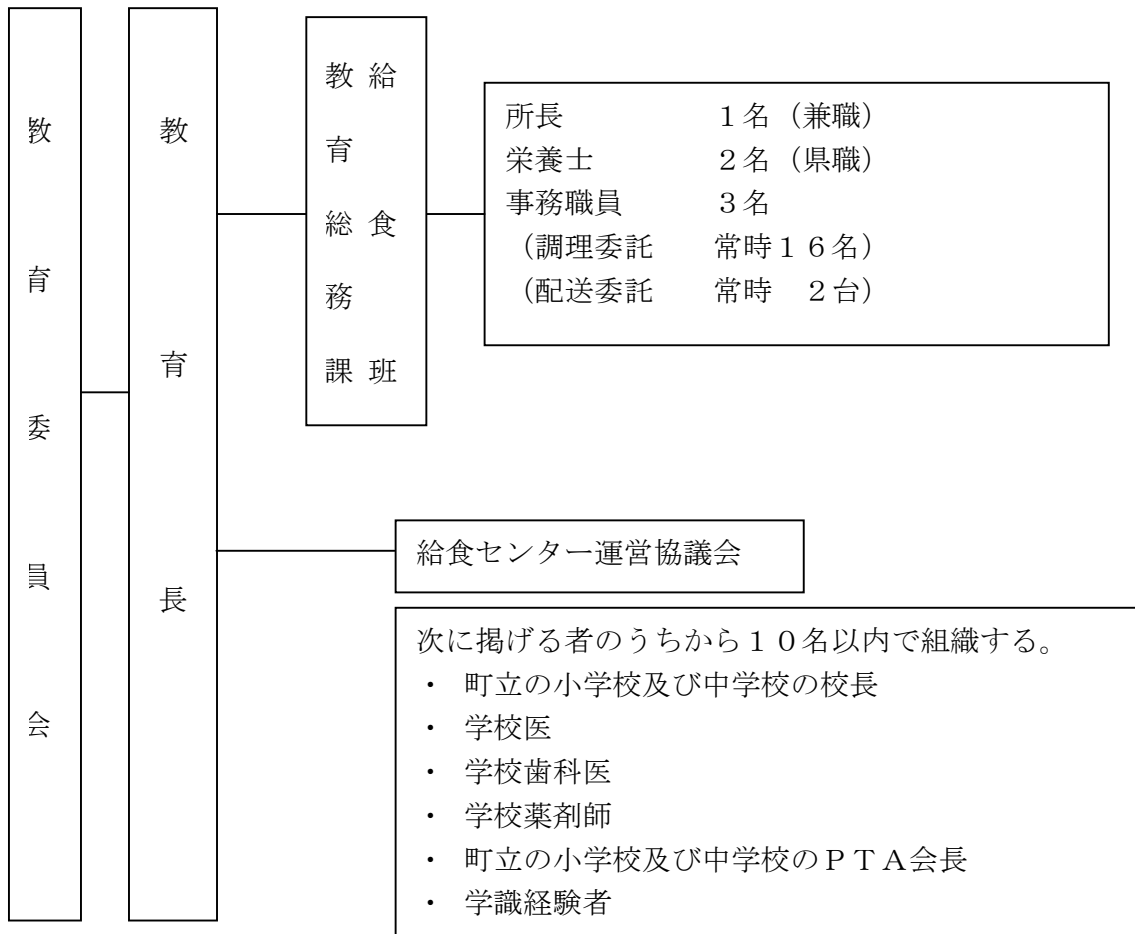 教育委員会
教育長
教育総務課
給食班
所長　　　　　　１名（兼職）
栄養士　　　　　２名（県職）
事務職員　　　　３名
（調理委託　　常時１６名）
（配送委託　　常時　２台）
給食センター運営協議会
次に掲げる者のうちから１０名以内で組織する。
・　町立の小学校及び中学校の校長
・　学校医
・　学校歯科医
・　学校薬剤師
・　町立の小学校及び中学校のＰＴＡ会長
・　学識経験者